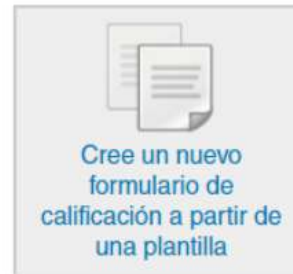 Cree un nuevo
formulario de
calificación a partir de
una plantilla